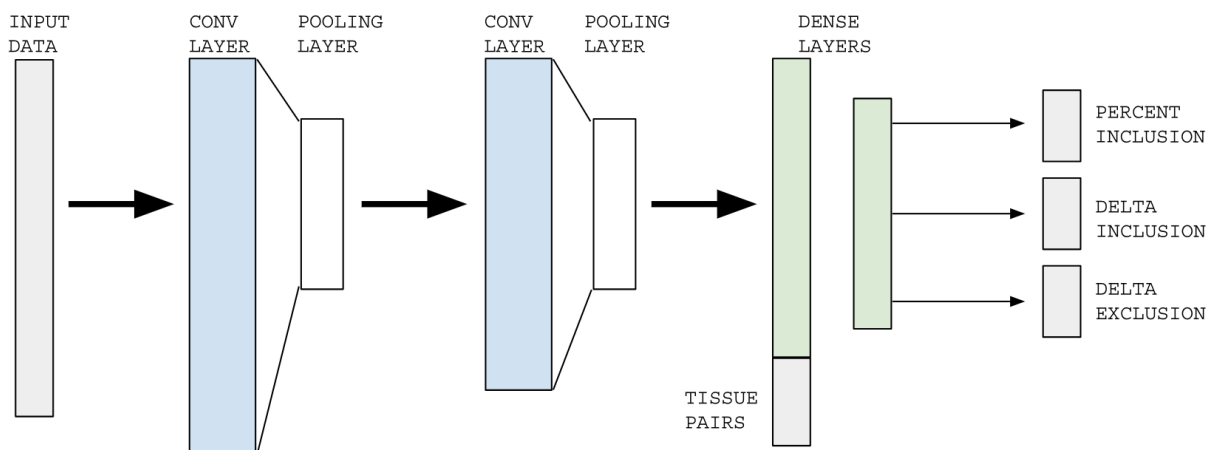 INPUT
DATA
CONV
LAYER
POOLING
LAYER
CONV
LAYER
POOLING
LAYER
DENSE
LAYERS
PERCENT
INCLUSION
DELTA
INCLUSION
DELTA
EXCLUSION
TISSUE
PAIRS